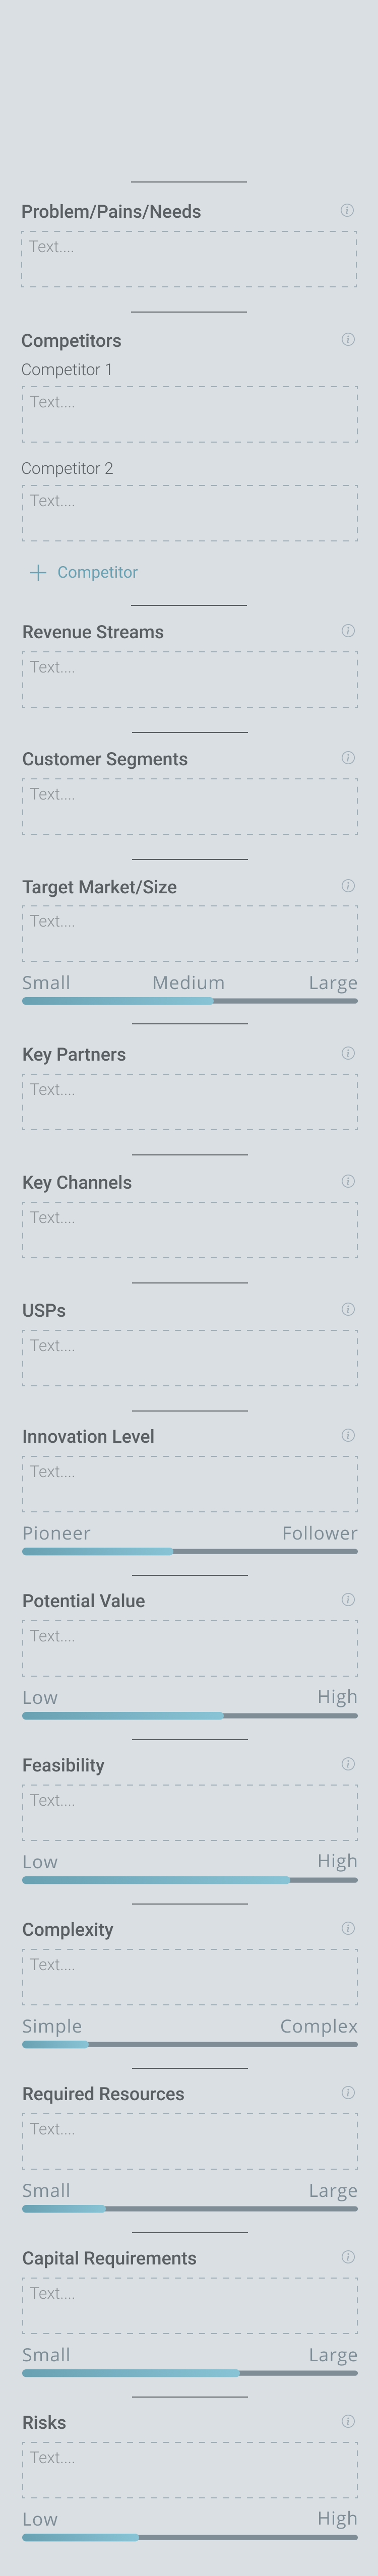 Problem/Pains/Needs
Text....
Competitors
Competitor 1
Text....
Competitor 2
Text....
+ Competitor
Revenue Streams
Text....
Customer Segments
Text....
Target Market/Size
Text....
Small Medium Large
Key Partners
Text....
Key Channels
Text....
USPs
Text....
Innovation Level
Text....
Pioneer Follower
Potential Value
Text....
Low High
Feasibility
Text....
Low High
Complexity
Text....
Simple Complex
Required Resources
Text....
Small Large
Capital Requirements
Text....
Small Large
Risks
Text....
Low High